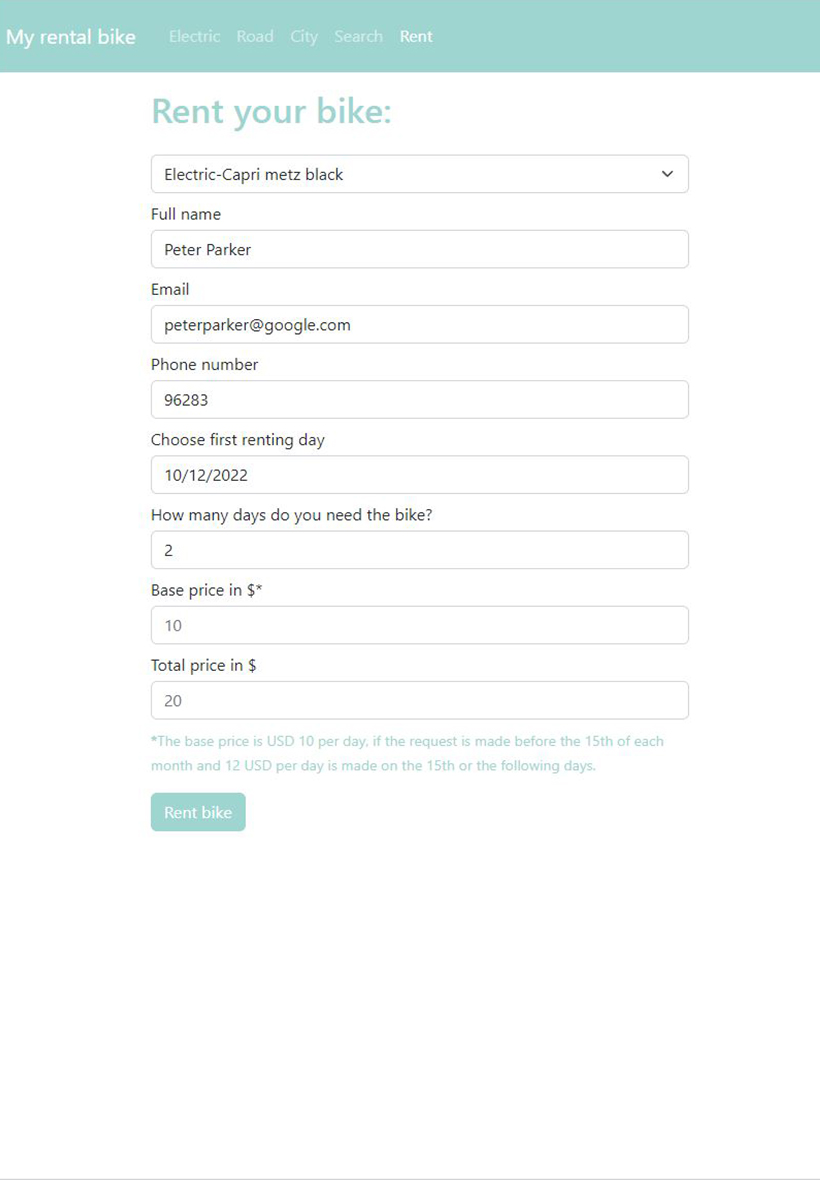 My rental bike Electric Road City Search Rent
Rent your bike:
Electric-Capri metz black
Full name
Peter Parker
Email
peterparker@google.com
Phone number
96283
Choose first renting day
10/12/2022
How many days do you need the bike?
2
Base price in $*
10
Total price in $
20
*The base price is USD 10 per day, if the request is made before the 15th of each
month and 12 USD per day is made on the 15th or the following days.
Rent bike